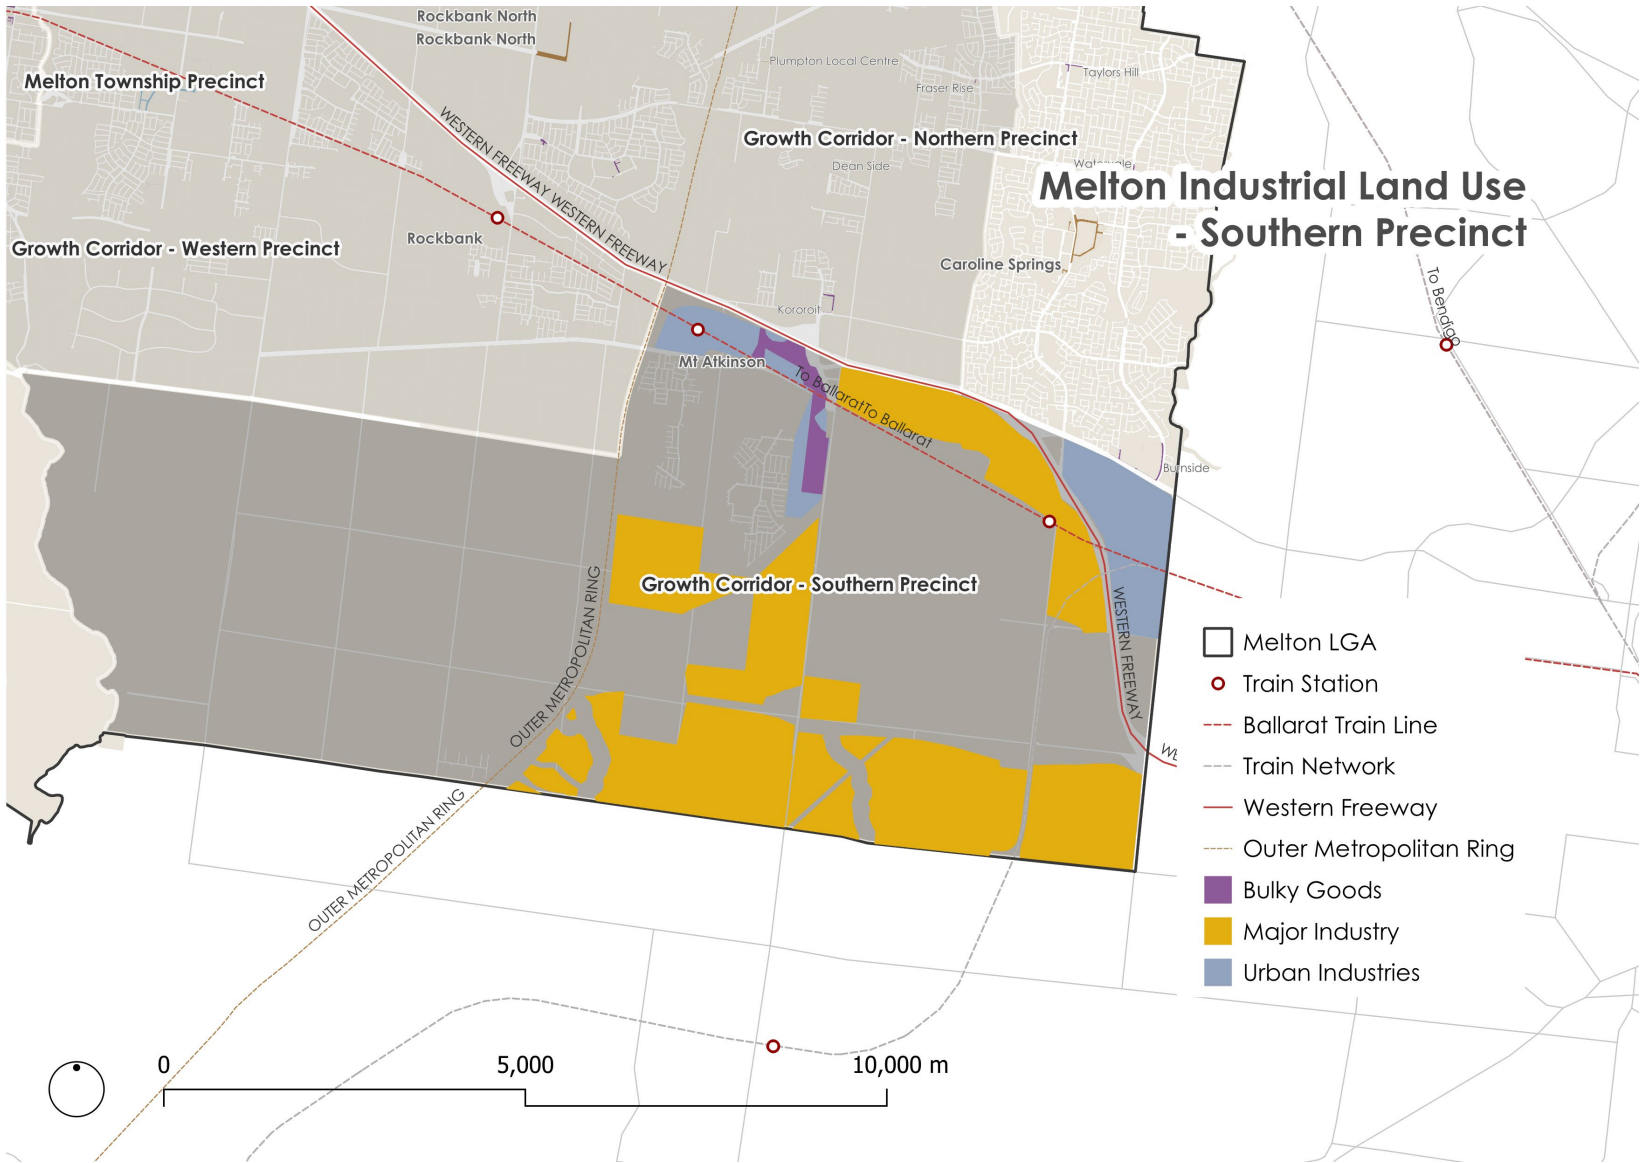 Rockbank North
Rockbank North
Melton Township Precinct
Plumpton Local Centre
Taylors Hill
Fraser Rise
WESTERN FREEWAY WESTERN FREEWAY
Growth Corridor - Northern Precinct
Dean Side
Watervale
Melton Industrial Land Use
- Southern Precinct
Rockbank
Growth Corridor - Western Precinct
Caroline Springs
To Bendigo
Kororoit
Mt Atkinson
To Ballarat To Ballarat
Burnside
Growth Corridor - Southern Precinct
OUTER METROPOLITAN RING
WESTERN FREEWAY
WE
OUTER METROPOLITAN RING
Melton LGA
Train Station
Ballarat Train Line
Train Network
Western Freeway
Outer Metropolitan Ring
Bulky Goods
Major Industry
Urban Industries
0 5,000 10,000 m